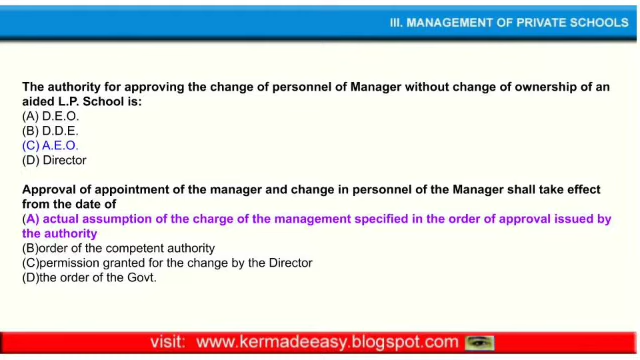 III. MANAGEMENT OF PRIVATE SCHOOLS
The authority for approving the change of personnel of Manager without change of ownership of an
aided L.P. School is:
(A) D.E.O.
(B) D.D.E.
(C) A.E.O.
(D) Director
Approval of appointment of the manager and change in personnel of the Manager shall take effect
from the date of
(A) actual assumption of the charge of the management specified in the order of approval issued by
the authority
(B)order of the competent authority
(C)permission granted for the change by the Director
(D)the order of the Govt.
visit: www.kermadeeasy.blogspot.com